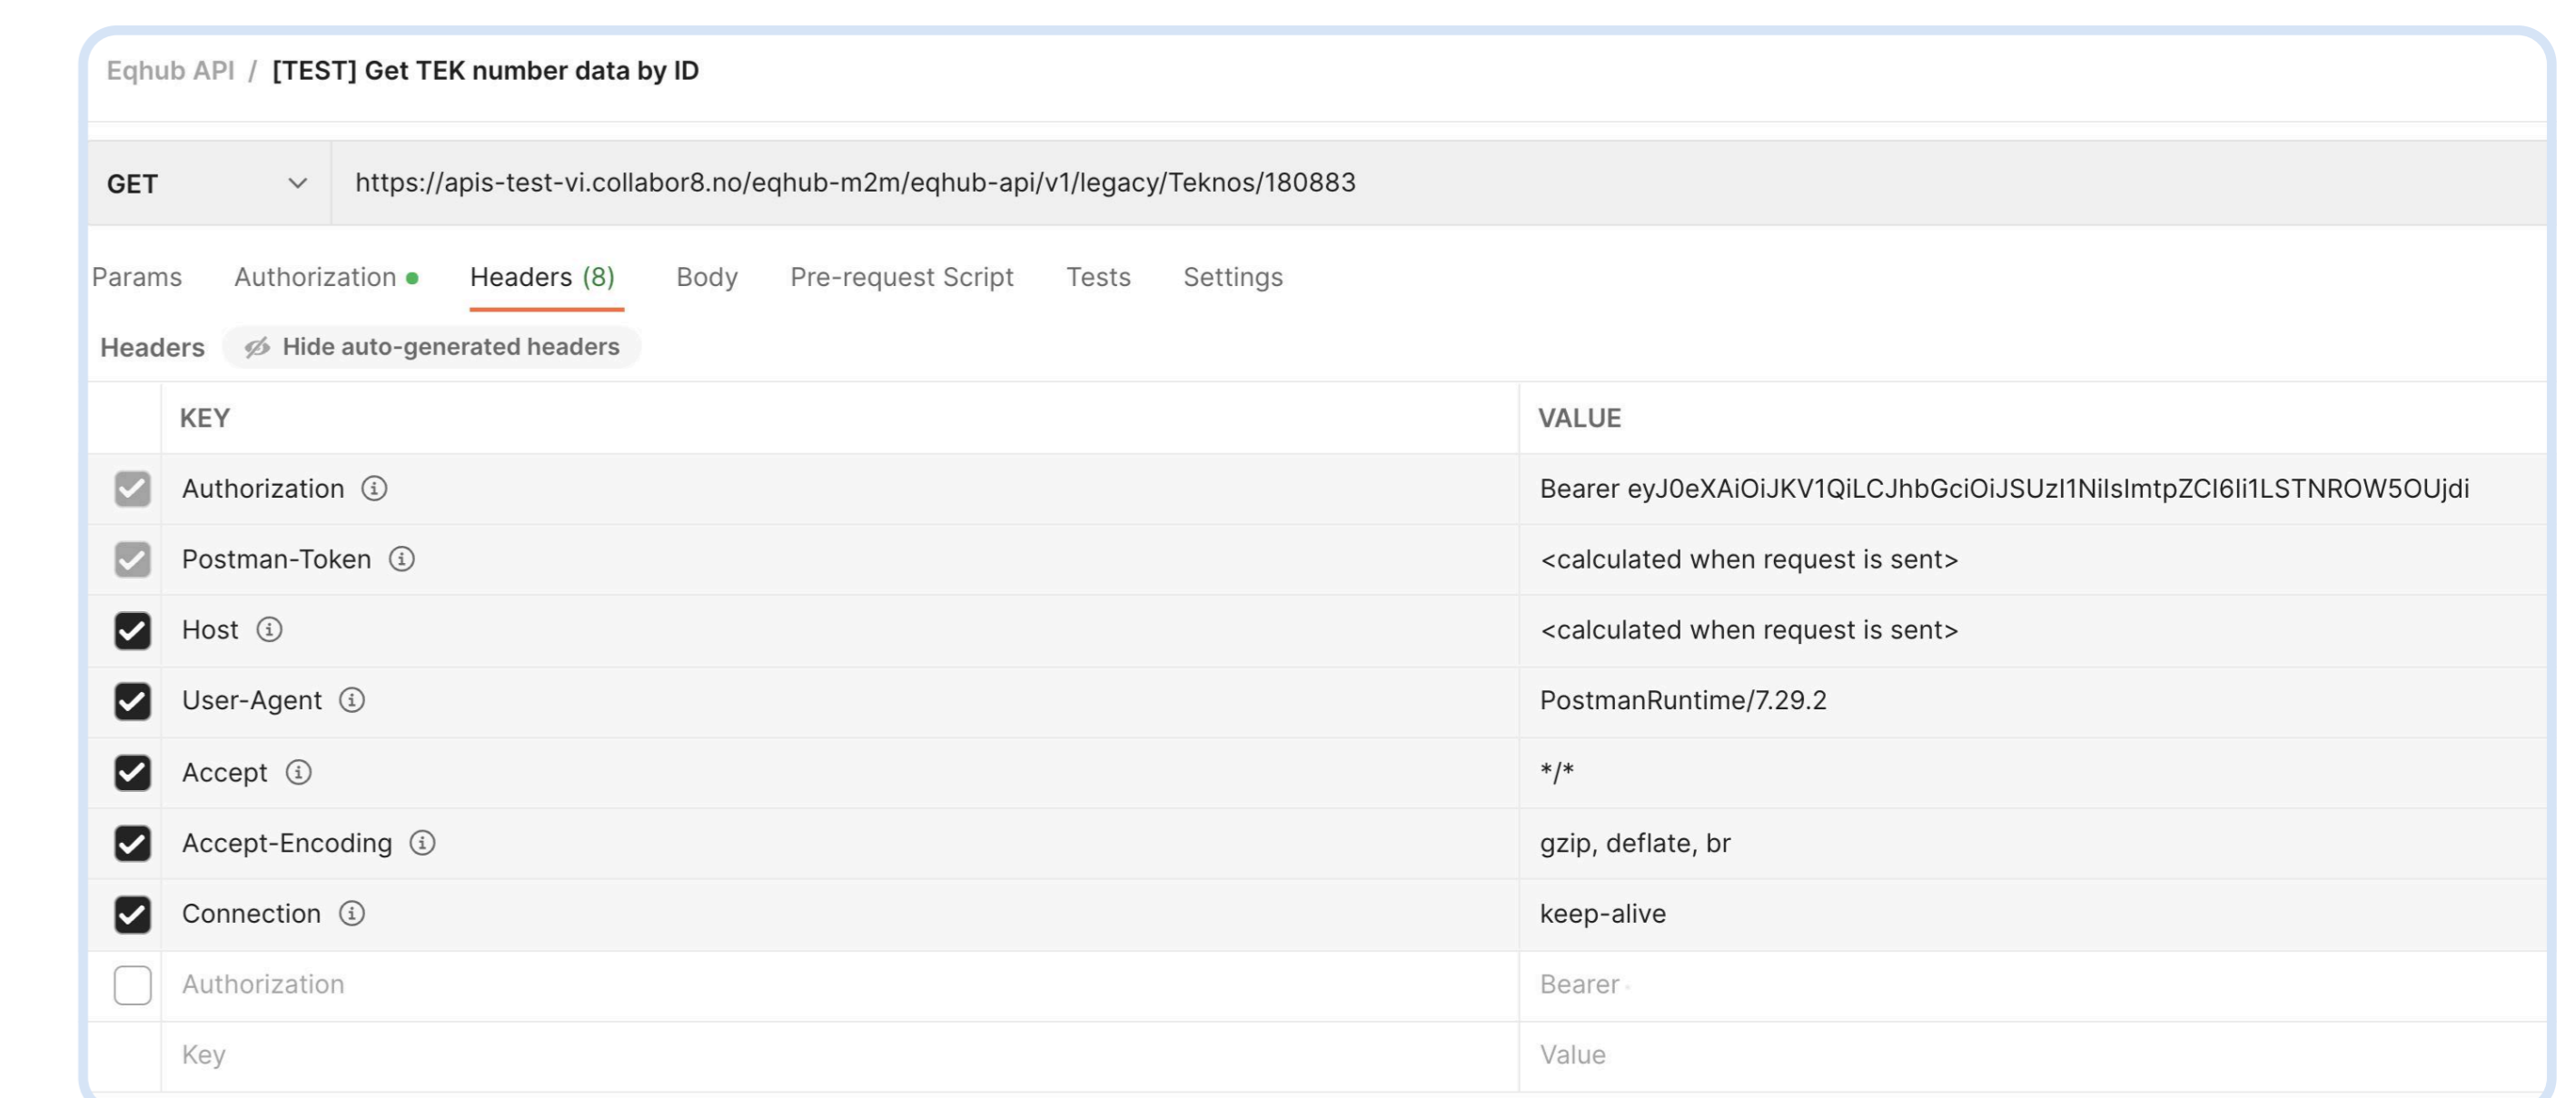 Eqhub API / [TEST] Get TEK number data by ID
GET https://apis-test-vi.collabor8.no/eqhub-m2m/eqhub-api/v1/legacy/Teknos/180883
Params Authorization Headers (8) Body Pre-request Script Tests Settings
Headers Hide auto-generated headers
KEY VALUE
Authorization Bearer eyJ0eXAiOiJKV1QiLCJhbGciOiJSUzI1NiIsImtpZCI6Ii1LSTNROW5OUjdi
Postman-Token <calculated when request is sent>
Host <calculated when request is sent>
User-Agent PostmanRuntime/7.29.2
Accept */*
Accept-Encoding gzip, deflate, br
Connection keep-alive
Authorization Bearer
Key Value